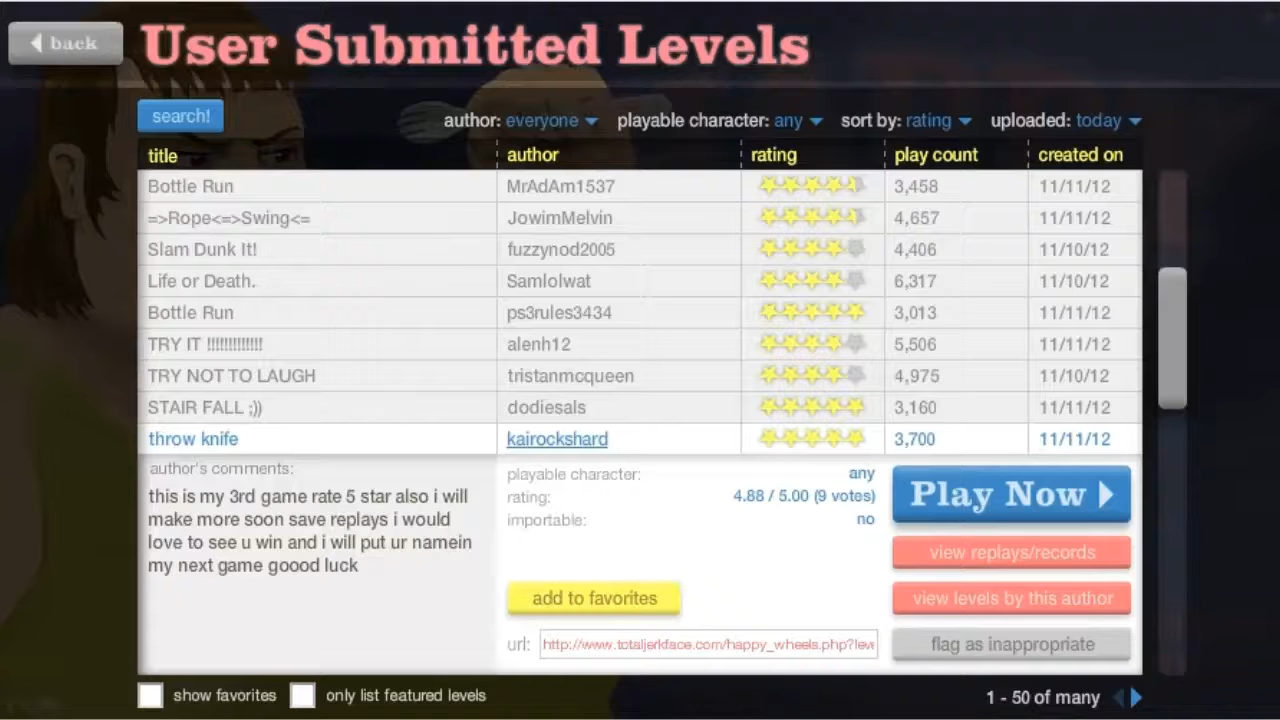 back
User Submitted Levels
search!
author: everyone playable character: any sort by: rating uploaded: today
title author rating play count created on
Bottle Run MrAdAm1537 3,458 11/11/12
=>Rope<=>Swing<= JowimMelvin 4,657 11/11/12
Slam Dunk It! fuzzynod2005 4,406 11/10/12
Life or Death. Samlolwat 6,317 11/10/12
Bottle Run ps3rules3434 3,013 11/11/12
TRY IT !!!!!!!!!!!!! alenh12 5,506 11/11/12
TRY NOT TO LAUGH tristanmcqueen 4,975 11/10/12
STAIR FALL ;)) dodiesals 3,160 11/11/12
throw knife kairockshard 3,700 11/11/12
author's comments:
this is my 3rd game rate 5 star also i will
make more soon save replays i would
love to see u win and i will put ur namein
my next game goood luck
playable character: any
rating: 4.88 / 5.00 (9 votes)
importable: no
add to favorites
url: http://www.totaljerkface.com/happy_wheels.php?leve
Play Now
view replays/records
view levels by this author
flag as inappropriate
show favorites only list featured levels
1 - 50 of many